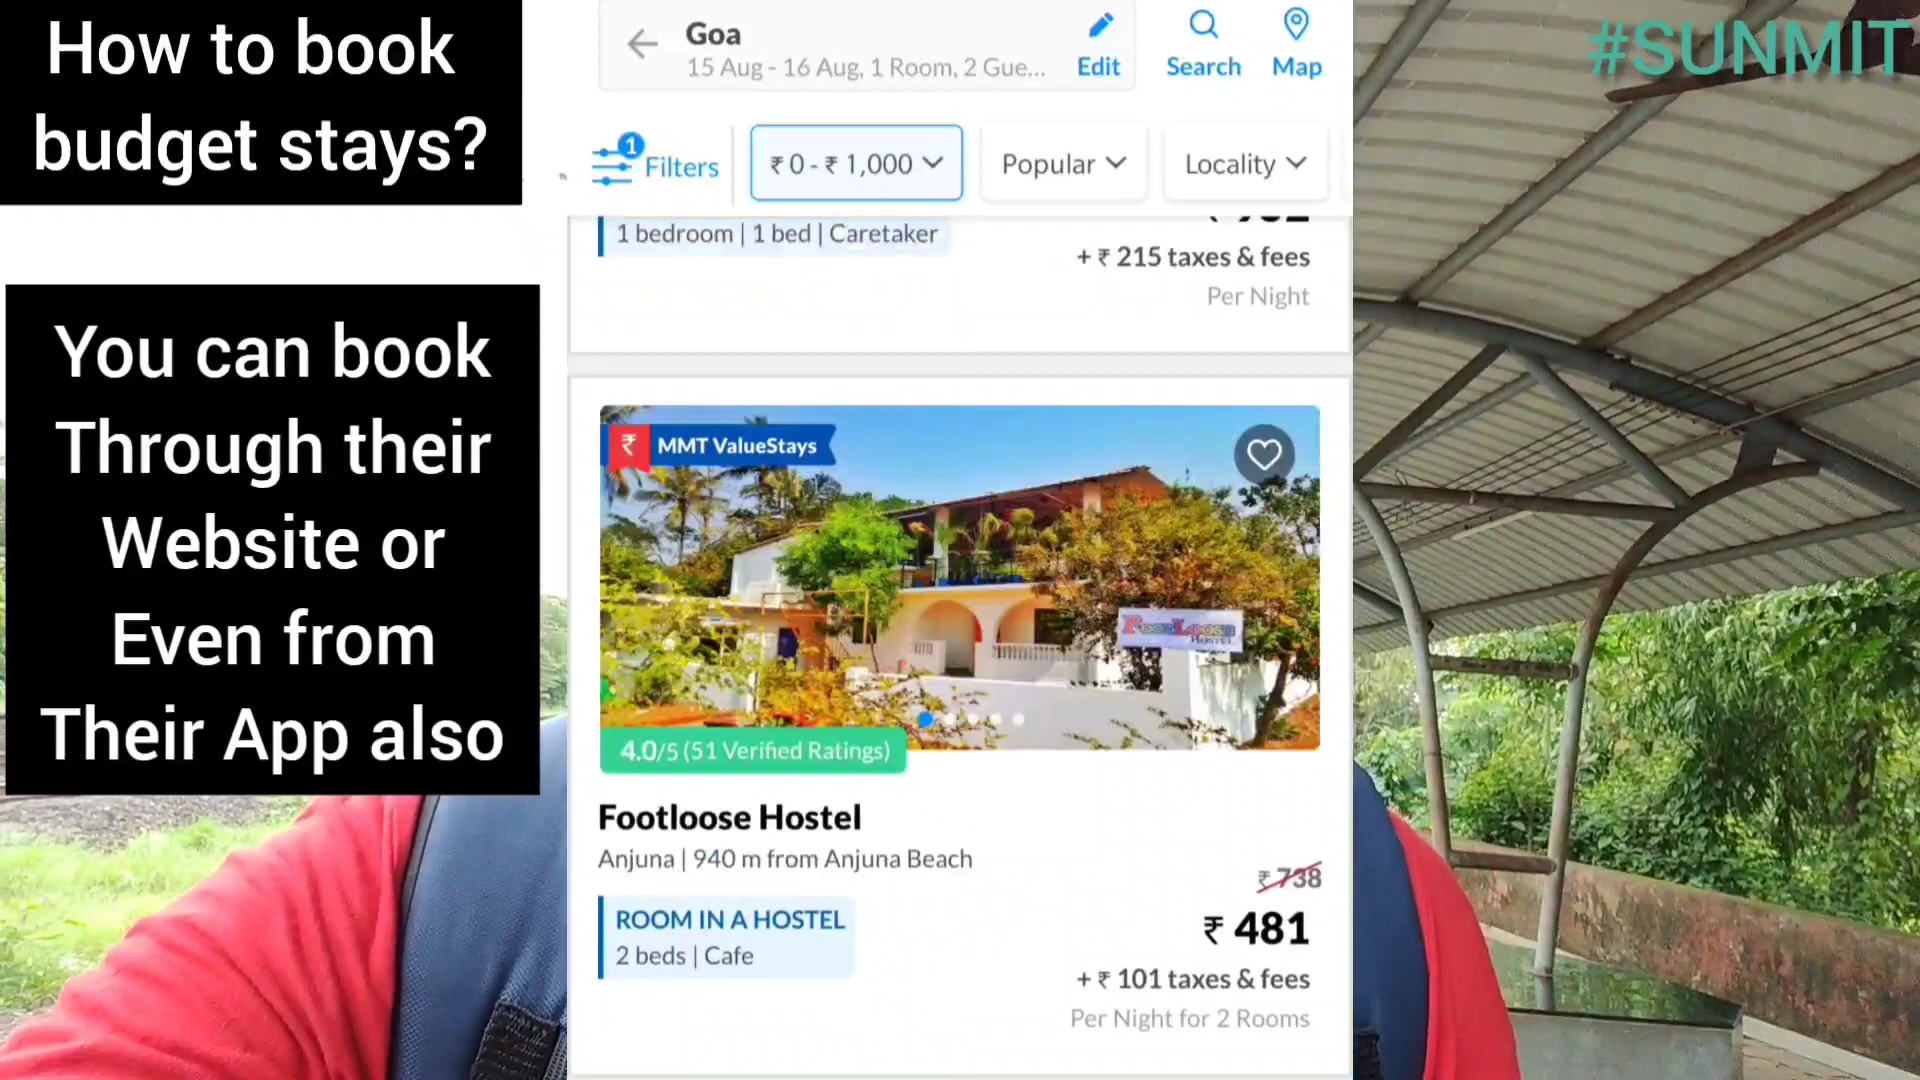 How to book
budget stays?
You can book
Through their
Website or
Even from
Their App also
Goa
15 Aug - 16 Aug, 1 Room, 2 Gue...
Edit
Search
Map
#SUNMIT
1
Filters
₹ 0 - ₹ 1,000
Popular
Locality
1 bedroom | 1 bed | Caretaker
+ ₹ 215 taxes & fees
Per Night
₹ MMT ValueStays
FOOTLOOSE
HOSTEL
4.0/5 (51 Verified Ratings)
Footloose Hostel
Anjuna | 940 m from Anjuna Beach
₹ 738
ROOM IN A HOSTEL
₹ 481
2 beds | Cafe
+ ₹ 101 taxes & fees
Per Night for 2 Rooms